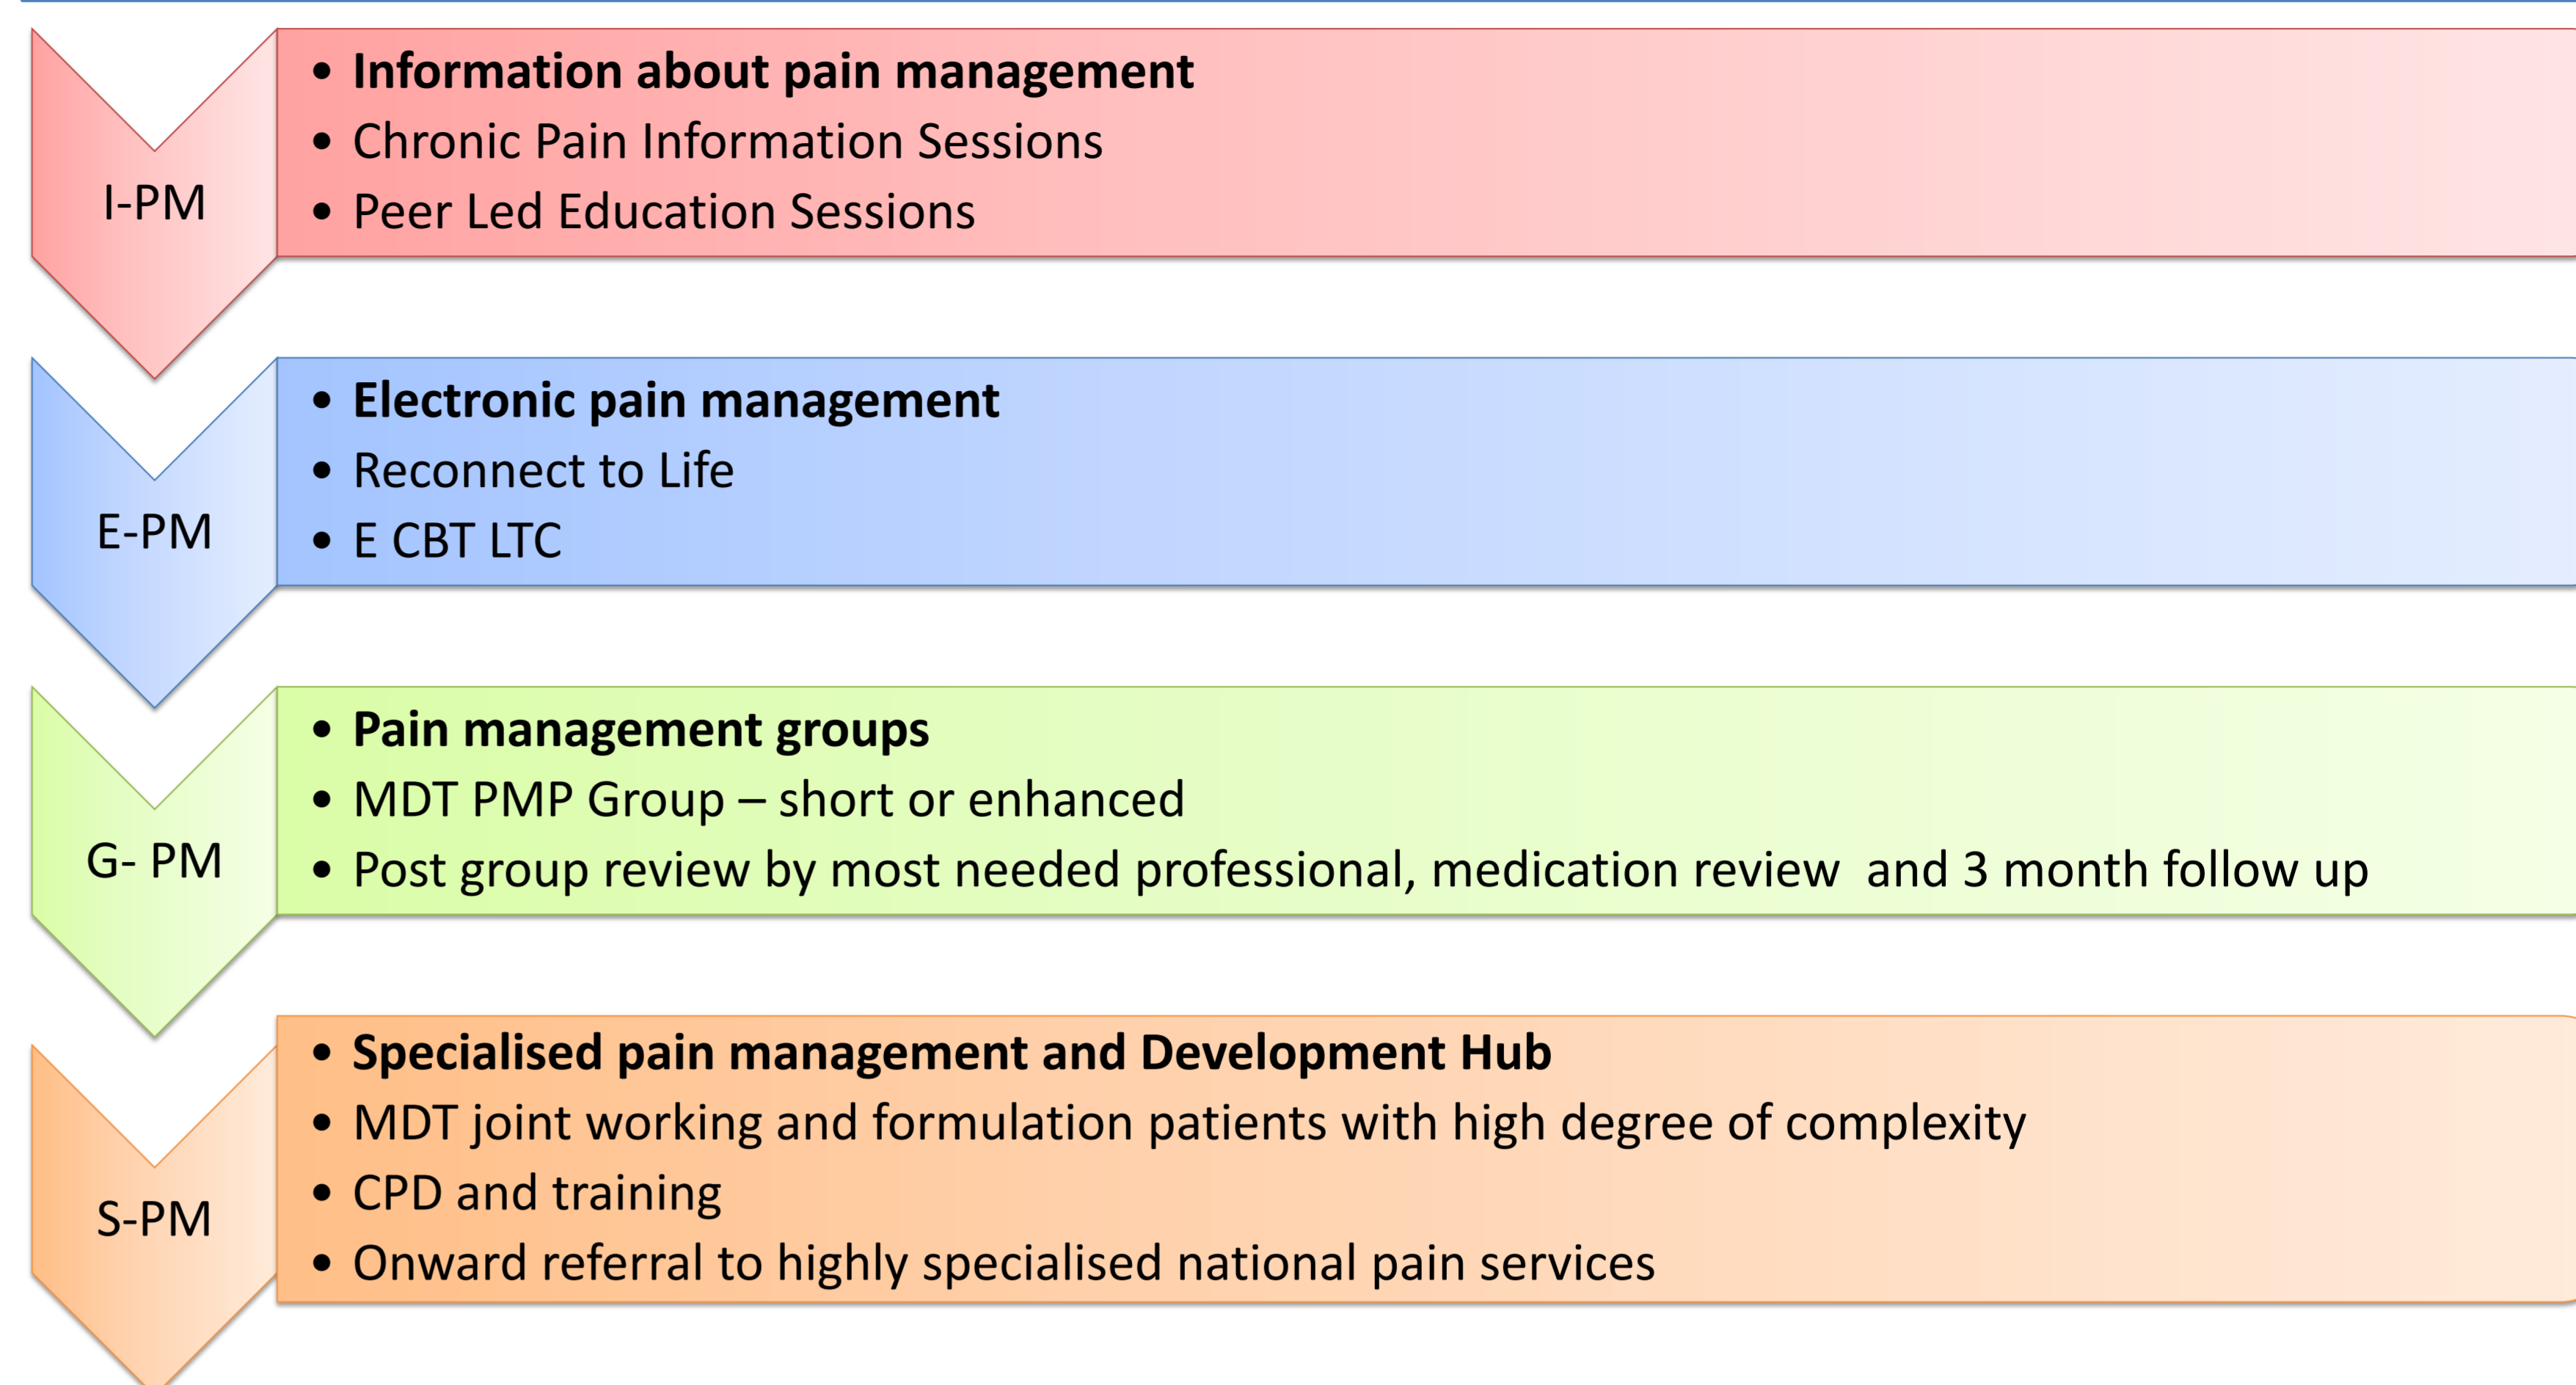 I-PM
• Information about pain management
• Chronic Pain Information Sessions
• Peer Led Education Sessions
E-PM
• Electronic pain management
• Reconnect to Life
• E CBT LTC
G- PM
• Pain management groups
• MDT PMP Group – short or enhanced
• Post group review by most needed professional, medication review  and 3 month follow up
S-PM
• Specialised pain management and Development Hub
• MDT joint working and formulation patients with high degree of complexity
• CPD and training
• Onward referral to highly specialised national pain services